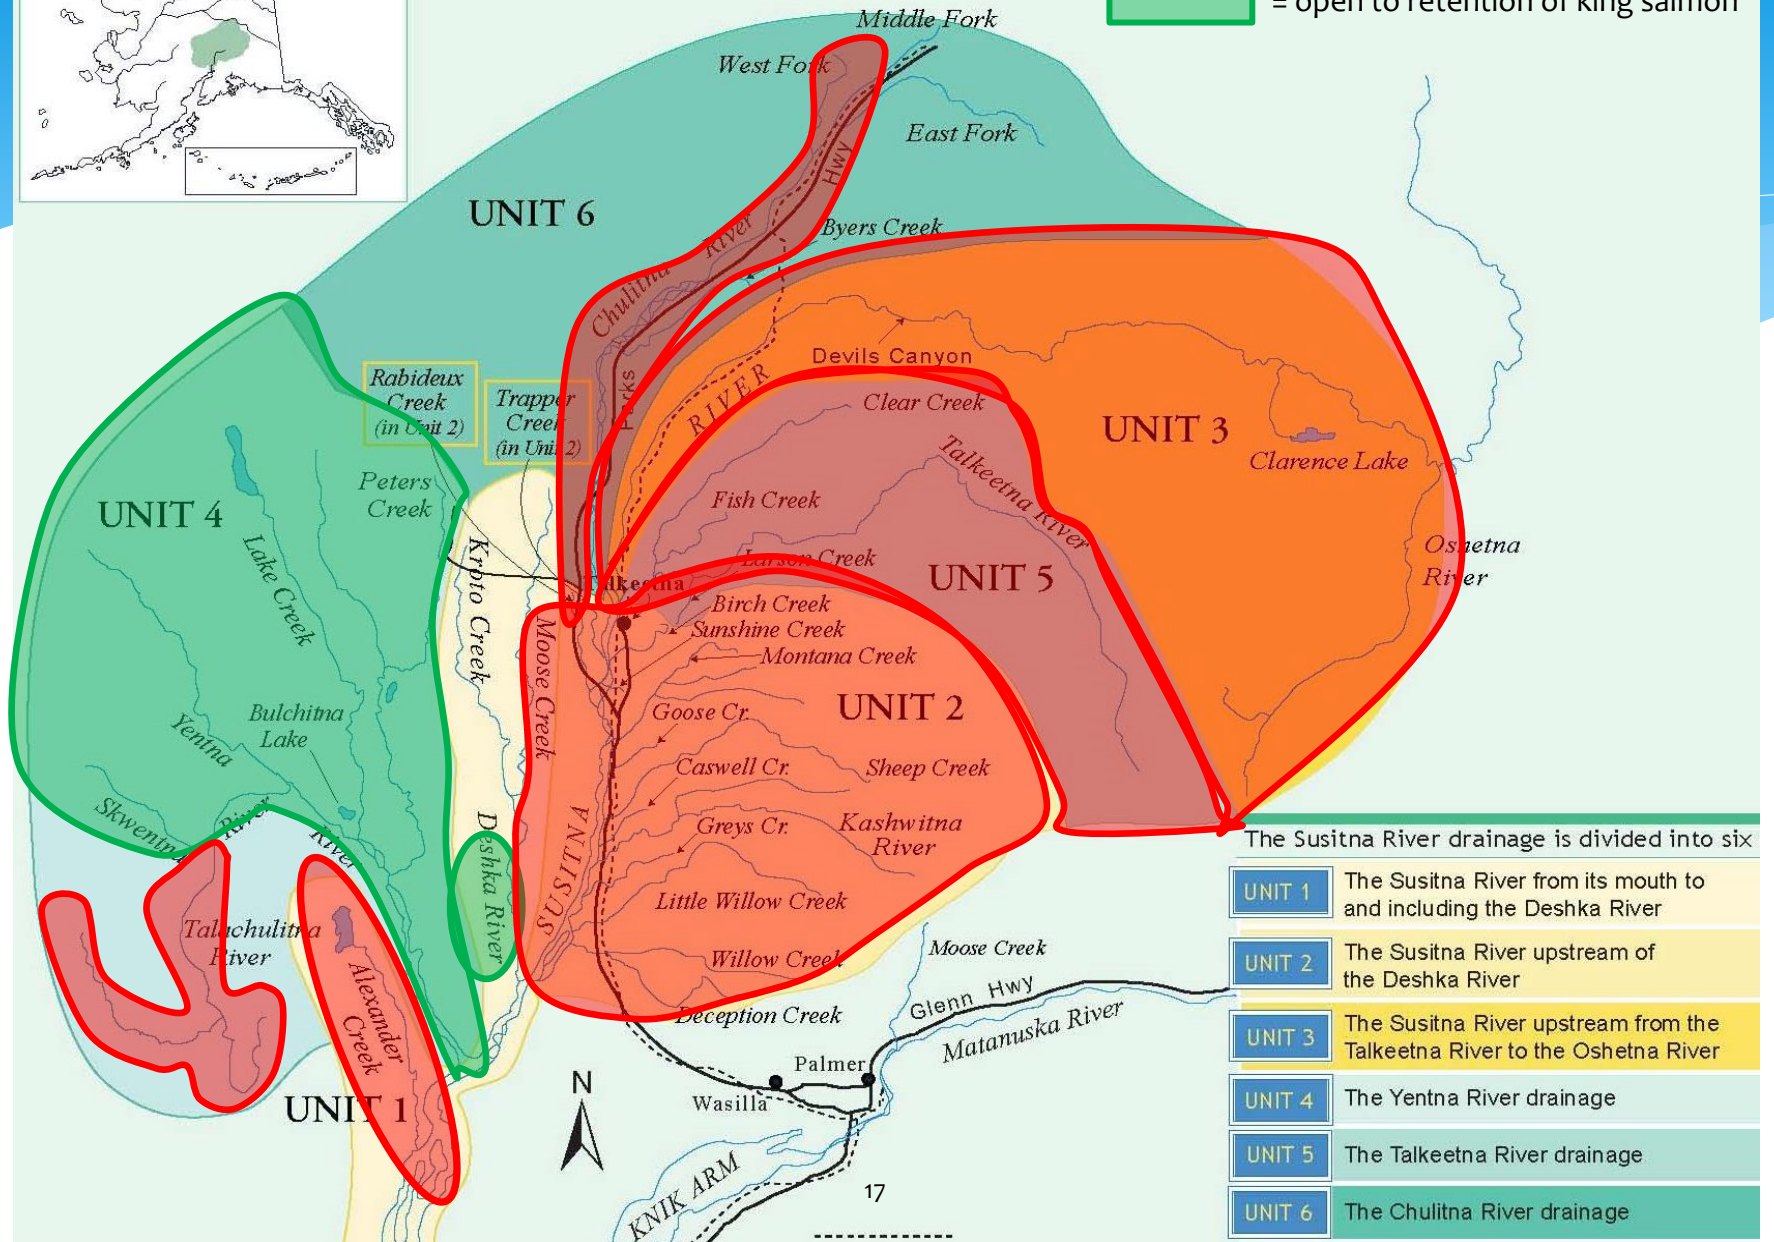 = open to retention of king salmon
Middle Fork
West Fork
East Fork
Hwy
UNIT 6
Byers Creek
River
Chulitna
Devils Canyon
Rabideux
Creek
(in Unit 2)
Trapper
Creek
(in Unit 2)
Parks
RIVER
Clear Creek
UNIT 3
Clarence Lake
Talkeetna River
Peters
Creek
UNIT 4
Fish Creek
Lake Creek
Kroto Creek
Larson Creek
Oshetna
River
UNIT 5
Talkeetna
Birch Creek
Sunshine Creek
Moose Creek
Montana Creek
Bulchitna
Lake
Yentna
River
Goose Cr.
UNIT 2
Caswell Cr.
Sheep Creek
Skwentna
River
Deshka River
SUSITNA
Greys Cr.
Kashwitna
River
Little Willow Creek
Talachulitna
River
Alexander
Creek
Willow Creek
Moose Creek
Deception Creek
Glenn Hwy
Matanuska River
Palmer
Wasilla
N
UNIT 1
KNIK ARM
17
The Susitna River drainage is divided into six
UNIT 1
The Susitna River from its mouth to
and including the Deshka River
UNIT 2
The Susitna River upstream of
the Deshka River
UNIT 3
The Susitna River upstream from the
Talkeetna River to the Oshetna River
UNIT 4
The Yentna River drainage
UNIT 5
The Talkeetna River drainage
UNIT 6
The Chulitna River drainage